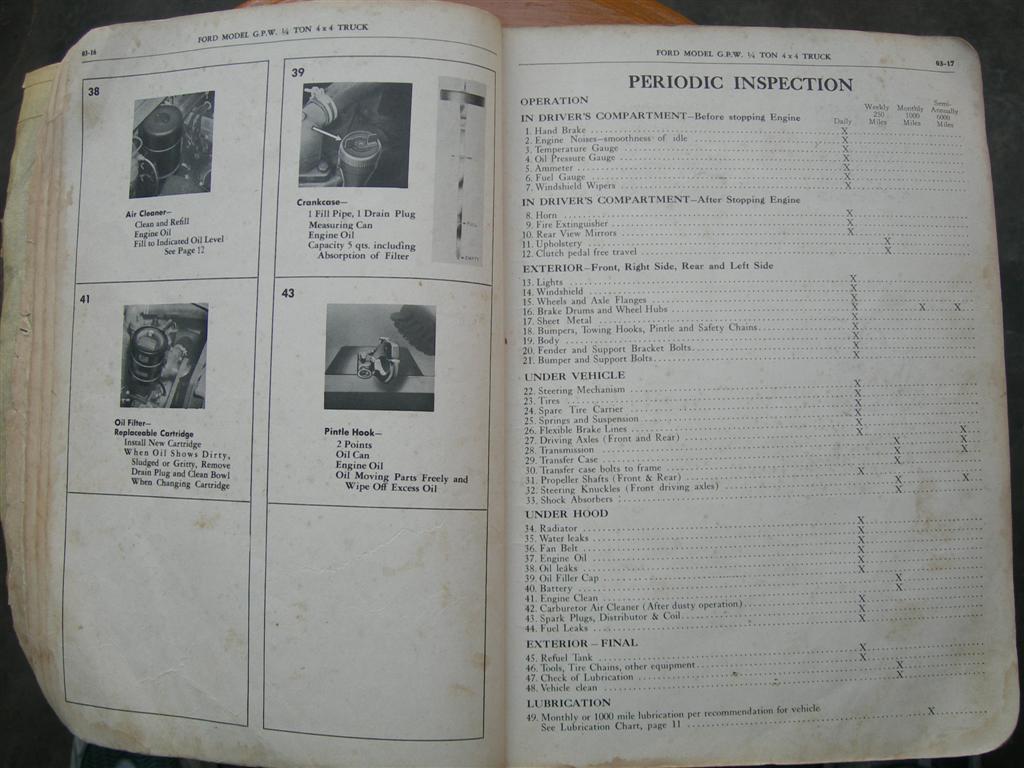 03-16
FORD MODEL G.P.W. ¼ TON 4 x 4 TRUCK
38
Air Cleaner—
Clean and Refill
Engine Oil
Fill to Indicated Oil Level
See Page 12
39
Crankcase—
1 Fill Pipe, 1 Drain Plug
Measuring Can
Engine Oil
Capacity 5 qts. including
Absorption of Filter
FULL
EMPTY
41
Oil Filter—
Replaceable Cartridge
Install New Cartridge
When Oil Shows Dirty,
Sludged or Gritty, Remove
Drain Plug and Clean Bowl
When Changing Cartridge
43
Pintle Hook—
2 Points
Oil Can
Engine Oil
Oil Moving Parts Freely and
Wipe Off Excess Oil
FORD MODEL G.P.W. ¼ TON 4 x 4 TRUCK
03-17
PERIODIC INSPECTION
OPERATION
Daily
Weekly 250 Miles
Monthly 1000 Miles
Semi-Annually 6000 Miles
IN DRIVER'S COMPARTMENT—Before stopping Engine
1. Hand Brake X
2. Engine Noises—smoothness of idle X
3. Temperature Gauge X
4. Oil Pressure Gauge X
5. Ammeter X
6. Fuel Gauge X
7. Windshield Wipers X
IN DRIVER'S COMPARTMENT—After Stopping Engine
8. Horn X
9. Fire Extinguisher X
10. Rear View Mirrors X
11. Upholstery X
12. Clutch pedal free travel X
EXTERIOR—Front, Right Side, Rear and Left Side
13. Lights X
14. Windshield X
15. Wheels and Axle Flanges X
16. Brake Drums and Wheel Hubs X X X
17. Sheet Metal X
18. Bumpers, Towing Hooks, Pintle and Safety Chains X
19. Body X
20. Fender and Support Bracket Bolts X
21. Bumper and Support Bolts X
UNDER VEHICLE
22. Steering Mechanism X
23. Tires X
24. Spare Tire Carrier X
25. Springs and Suspension X
26. Flexible Brake Lines X X
27. Driving Axles (Front and Rear) X X
28. Transmission X X
29. Transfer Case X
30. Transfer case bolts to frame X
31. Propeller Shafts (Front & Rear) X X
32. Steering Knuckles (Front driving axles) X
33. Shock Absorbers
UNDER HOOD
34. Radiator X
35. Water leaks X
36. Fan Belt X
37. Engine Oil X
38. Oil leaks X
39. Oil Filler Cap X
40. Battery X
41. Engine Clean X
42. Carburetor Air Cleaner (After dusty operation) X
43. Spark Plugs, Distributor & Coil X
44. Fuel Leaks
EXTERIOR — FINAL
45. Refuel Tank X
46. Tools, Tire Chains, other equipment X
47. Check of Lubrication X
48. Vehicle clean
LUBRICATION
49. Monthly or 1000 mile lubrication per recommendation for vehicle X
See Lubrication Chart, page 11